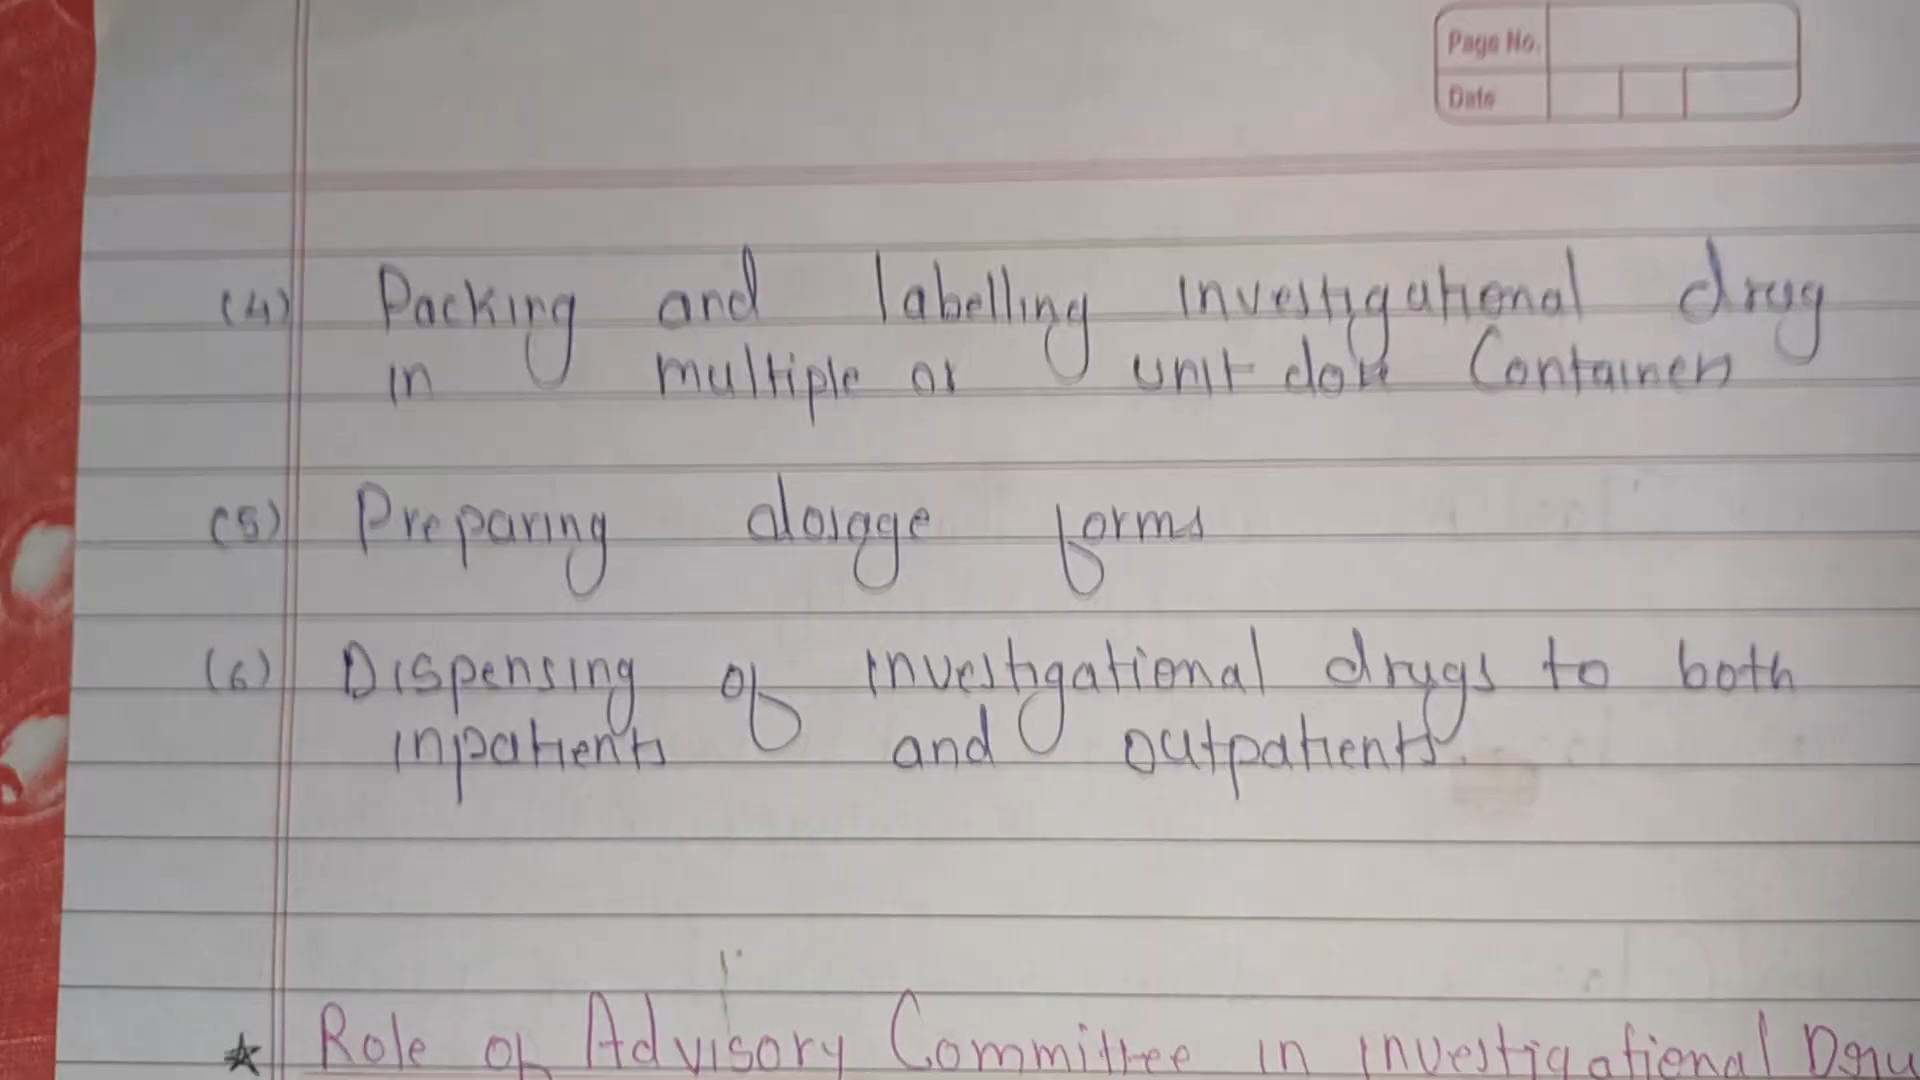 Page No.
Date
(4) Packing and labelling investigational drug
in multiple or unit dose Containers
(5) Preparing dosage forms
(6) Dispensing of investigational drugs to both
inpatients and outpatients.
★ Role of Advisory Committee in investigational Dru